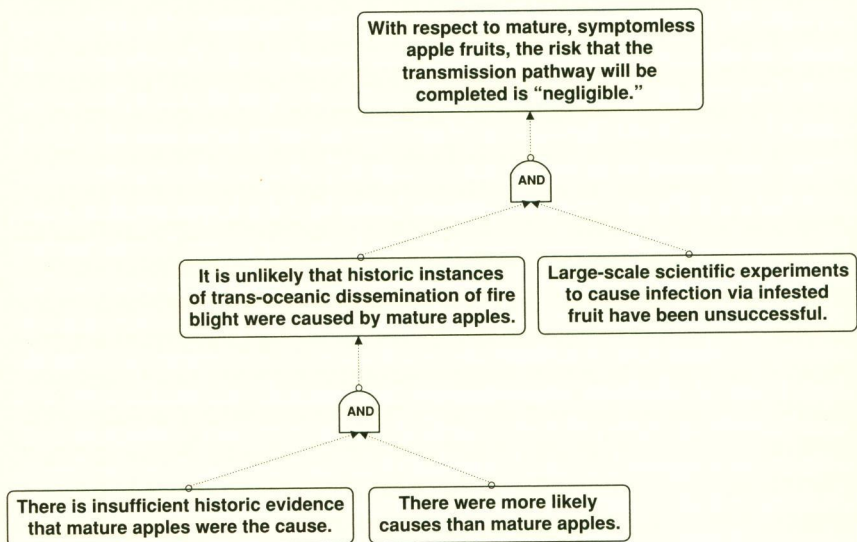 With respect to mature, symptomless
apple fruits, the risk that the
transmission pathway will be
completed is “negligible.”
AND
It is unlikely that historic instances
of trans-oceanic dissemination of fire
blight were caused by mature apples.
Large-scale scientific experiments
to cause infection via infested
fruit have been unsuccessful.
AND
There is insufficient historic evidence
that mature apples were the cause.
There were more likely
causes than mature apples.